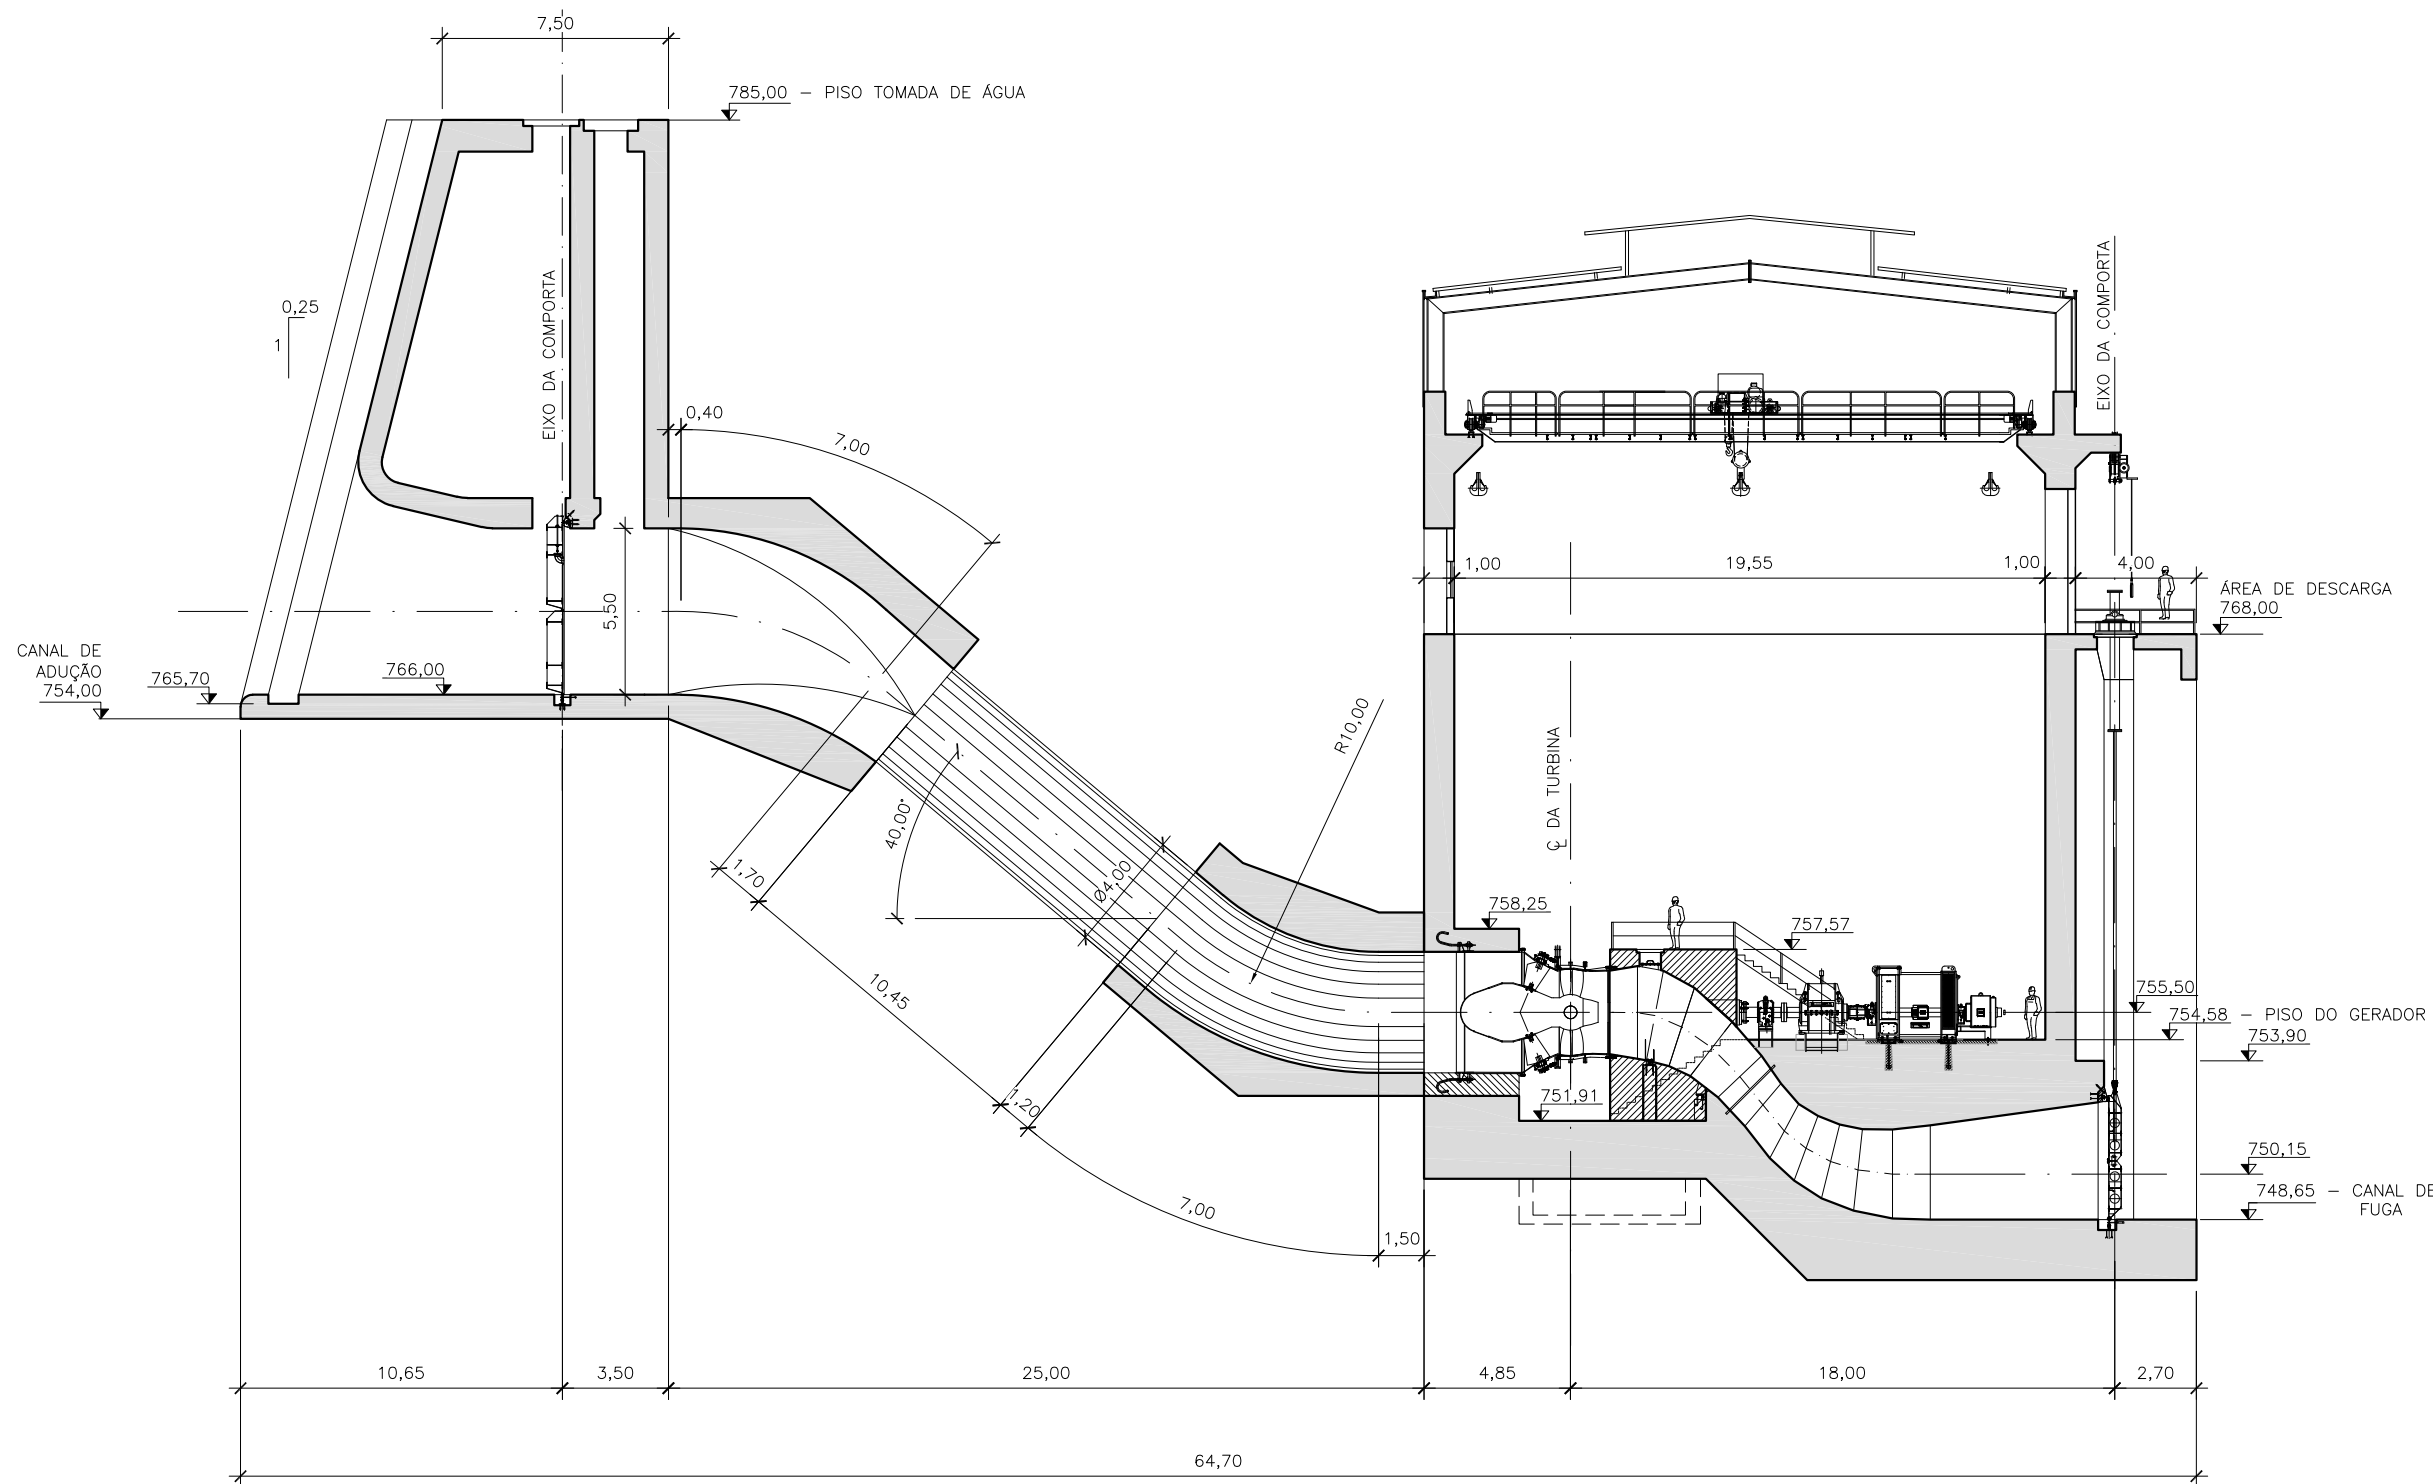 7,50
785,00 – PISO TOMADA DE ÁGUA
0,25
1
EIXO DA COMPORTA
EIXO DA COMPORTA
0,40
7,00
1,00
19,55
1,00
4,00
ÁREA DE DESCARGA
768,00
5,50
CANAL DE
ADUÇÃO
754,00
765,70
766,00
R10,00
℄ DA TURBINA
40,00°
1,70
Ø4,00
758,25
757,57
10,45
755,50
754,58 – PISO DO GERADOR
753,90
1,20
751,91
750,15
748,65 – CANAL DE
FUGA
7,00
1,50
10,65
3,50
25,00
4,85
18,00
2,70
64,70